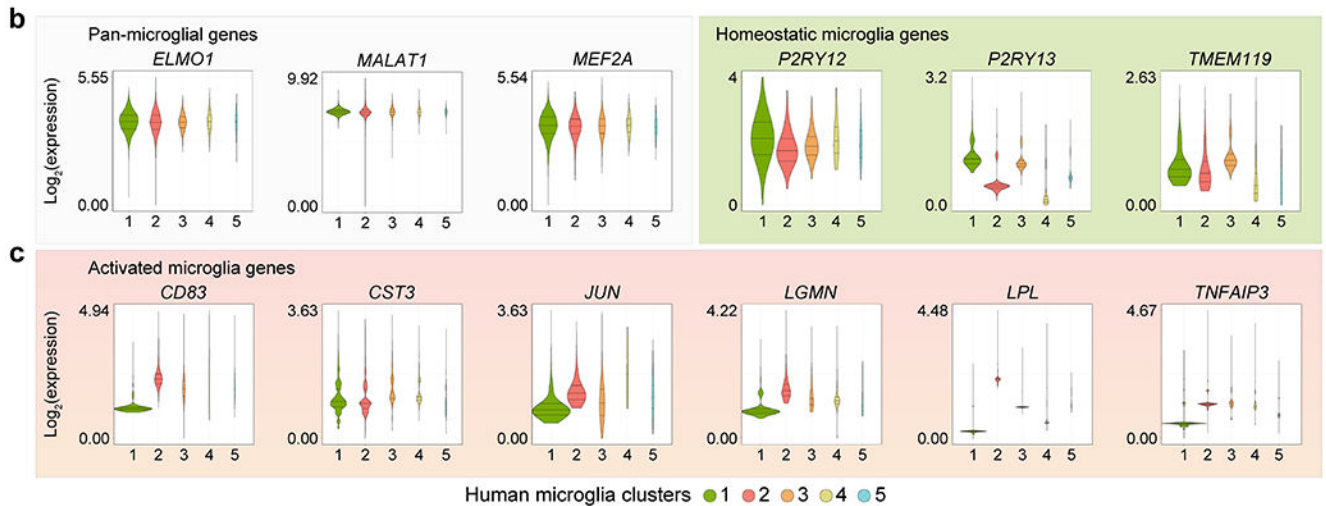 b
Pan-microglial genes
Homeostatic microglia genes
ELMO1 MALAT1 MEF2A P2RY12 P2RY13 TMEM119
5.55 9.92 5.54 4 3.2 2.63
Log2(expression)
0.00 0.00 0.00 0 0.0 0.00
1 2 3 4 5 1 2 3 4 5 1 2 3 4 5 1 2 3 4 5 1 2 3 4 5 1 2 3 4 5
c
Activated microglia genes
CD83 CST3 JUN LGMN LPL TNFAIP3
4.94 3.63 3.63 4.22 4.48 4.67
Log2(expression)
0.00 0.00 0.00 0.00 0.00 0.00
1 2 3 4 5 1 2 3 4 5 1 2 3 4 5 1 2 3 4 5 1 2 3 4 5 1 2 3 4 5
Human microglia clusters 1 2 3 4 5